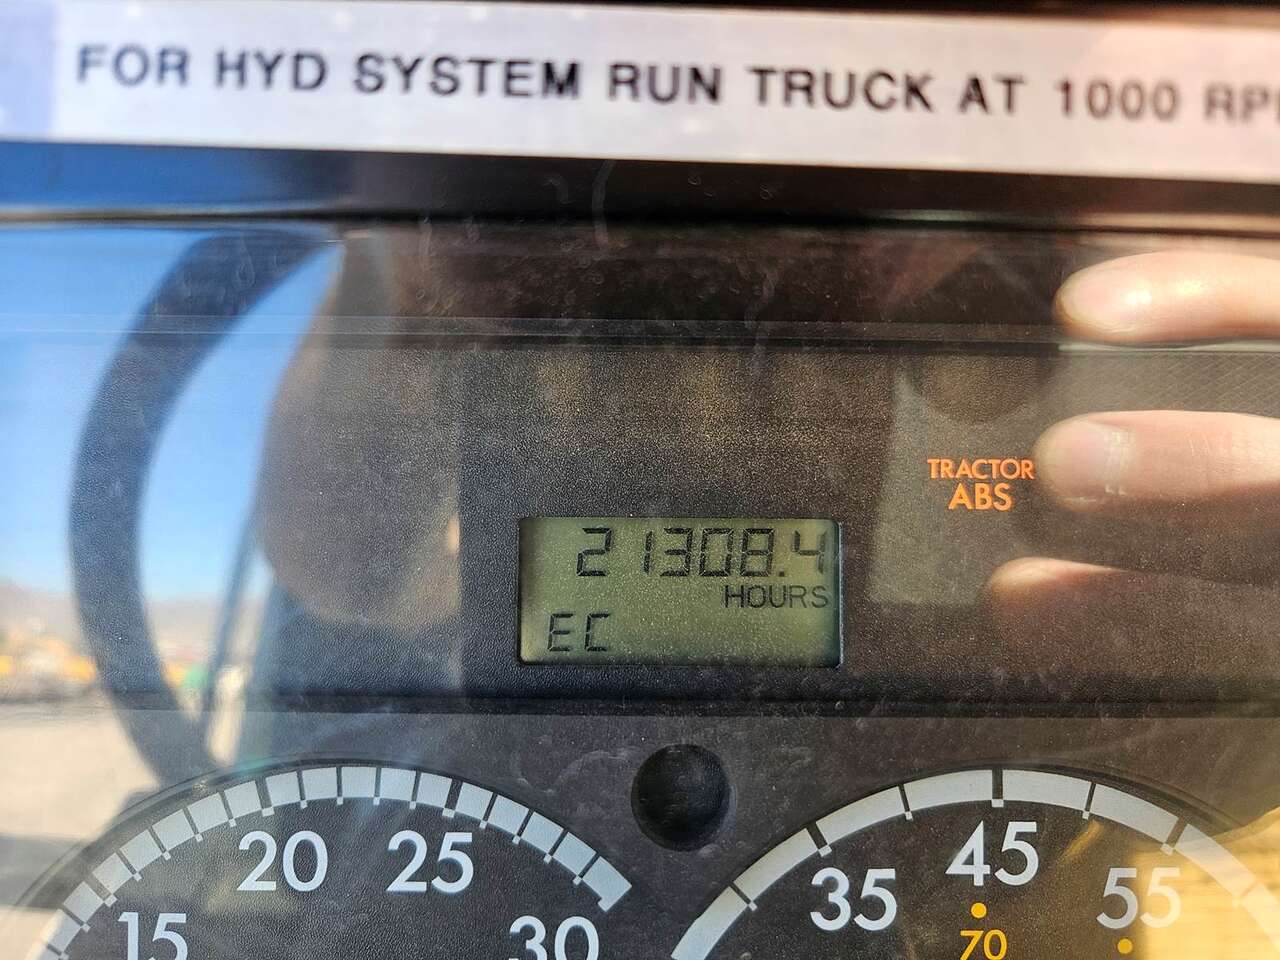 FOR HYD SYSTEM RUN TRUCK AT 1000
TRACTOR
ABS
21308.4
HOURS
EC
15 20 25 30
35 45 55
70